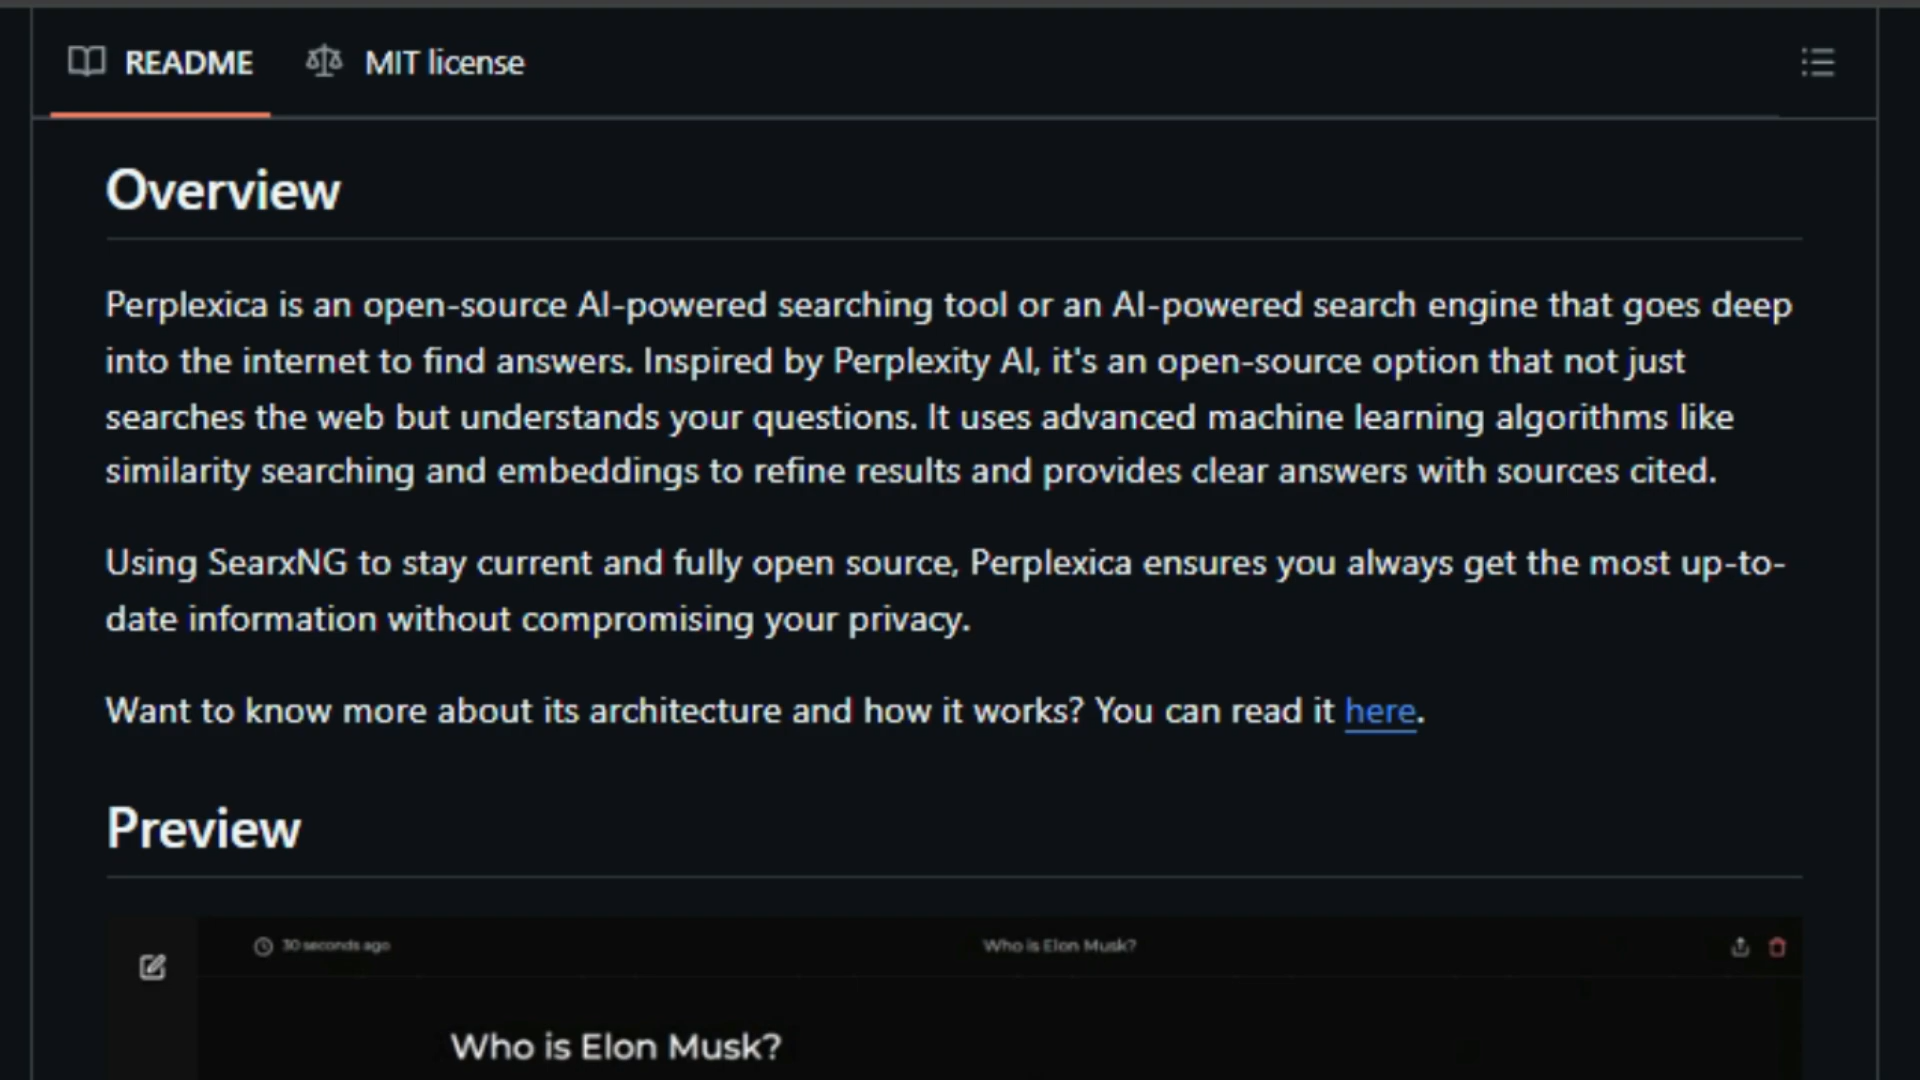 README MIT license
Overview
Perplexica is an open-source AI-powered searching tool or an AI-powered search engine that goes deep
into the internet to find answers. Inspired by Perplexity AI, it's an open-source option that not just
searches the web but understands your questions. It uses advanced machine learning algorithms like
similarity searching and embeddings to refine results and provides clear answers with sources cited.
Using SearxNG to stay current and fully open source, Perplexica ensures you always get the most up-to-
date information without compromising your privacy.
Want to know more about its architecture and how it works? You can read it here.
Preview
30 seconds ago Who is Elon Musk?
Who is Elon Musk?